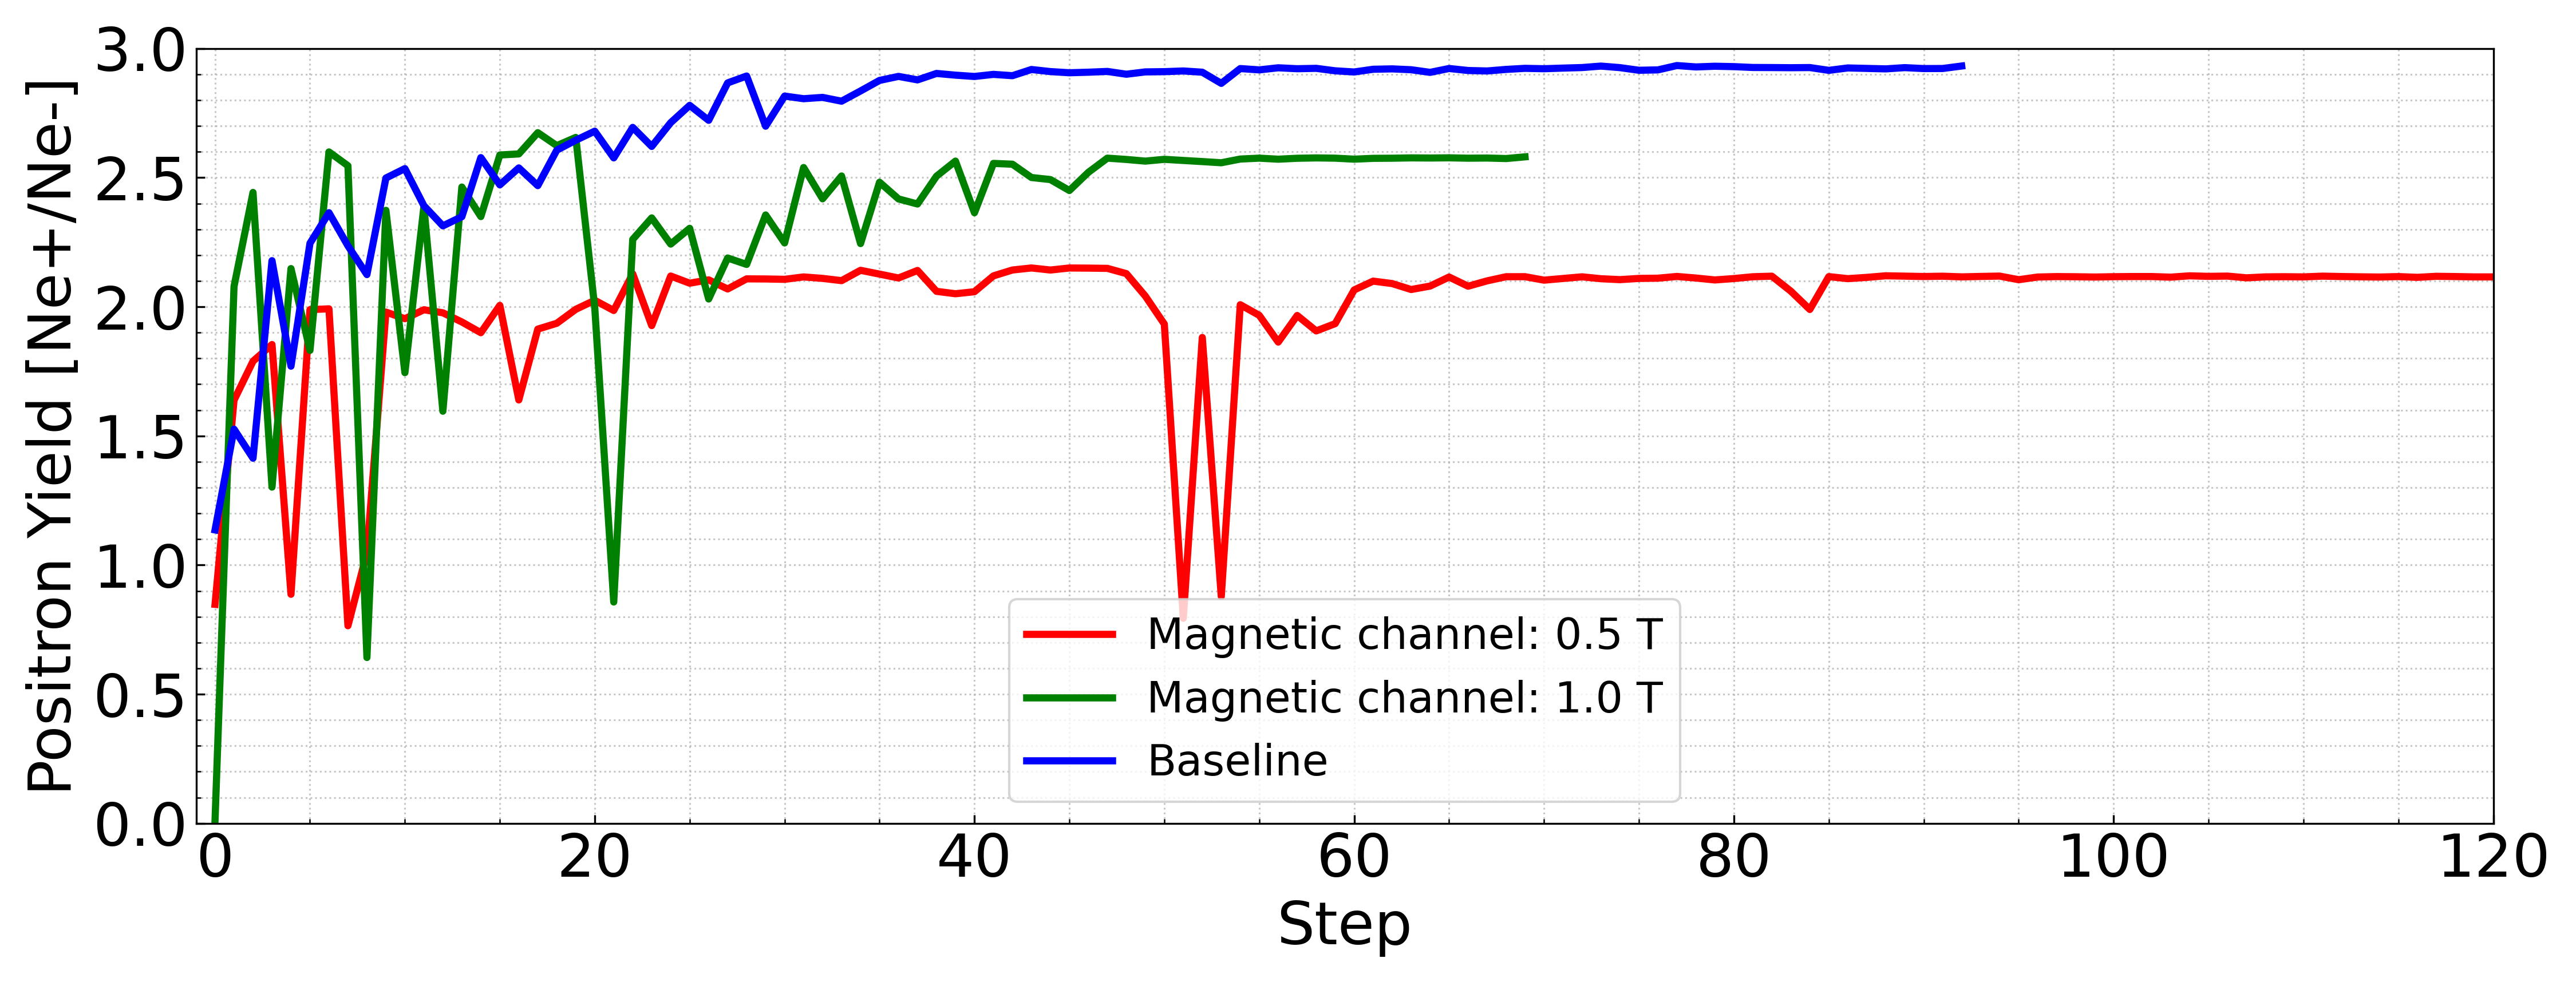 Positron Yield [Ne+/Ne-]
3.0
2.5
2.0
1.5
1.0
0.5
0.0
Magnetic channel: 0.5 T
Magnetic channel: 1.0 T
Baseline
0 20 40 60 80 100 120
Step